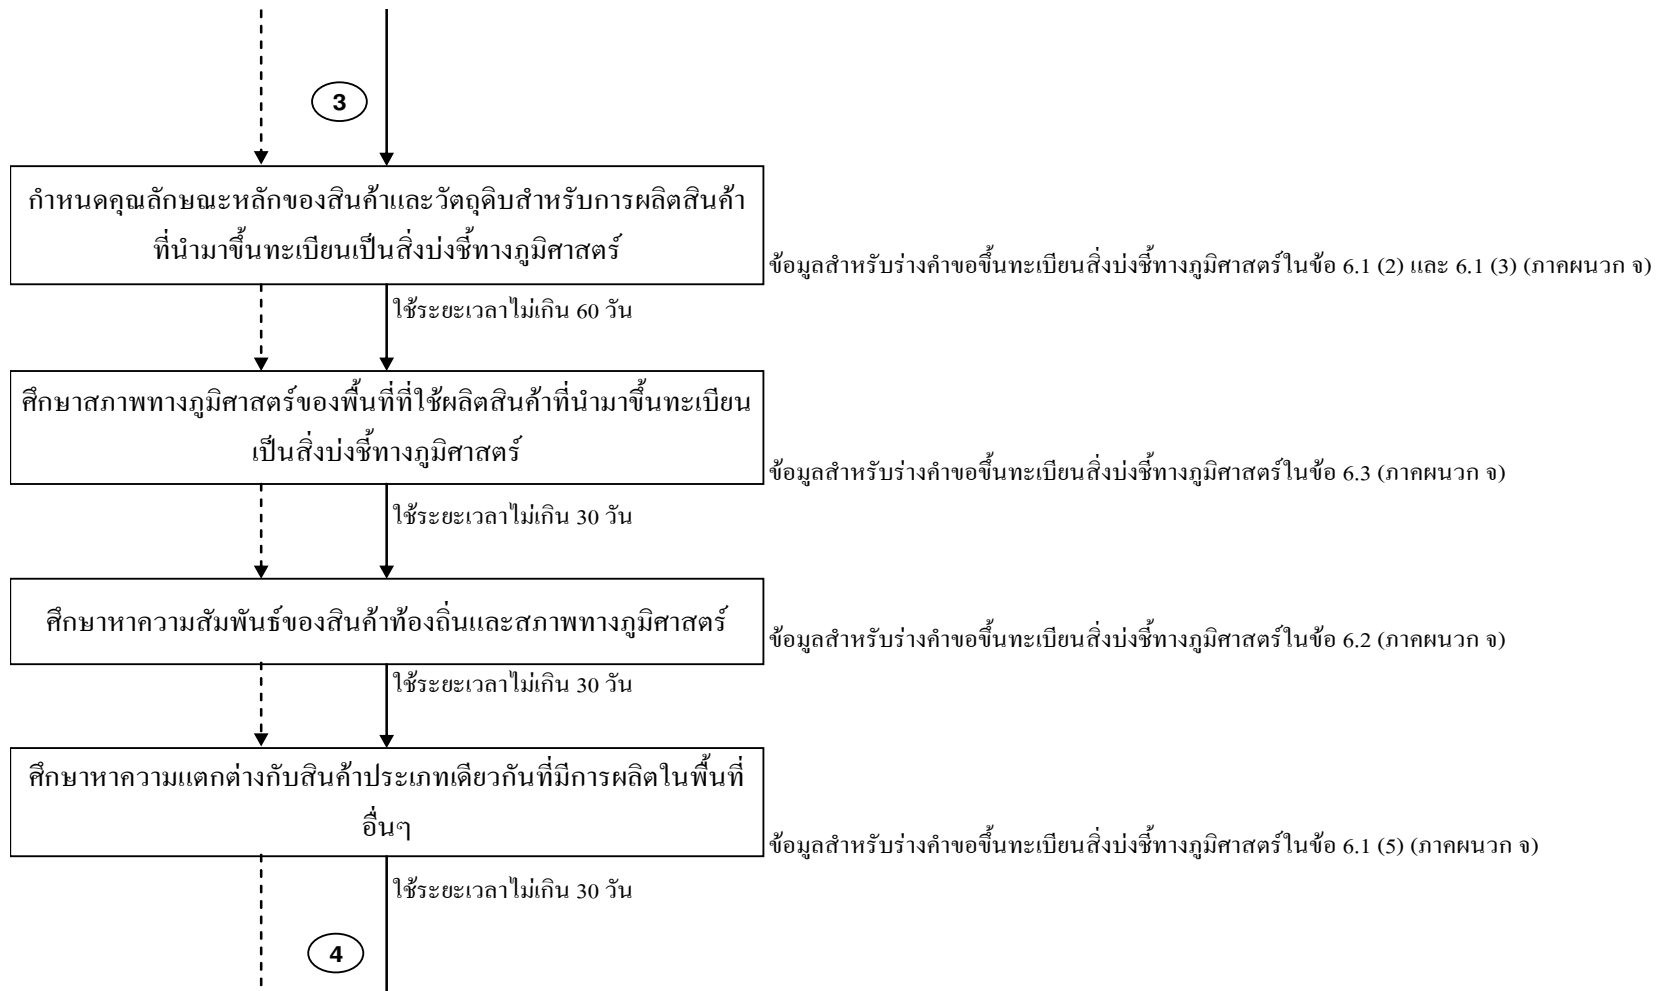 3
กำหนดคุณลักษณะหลักของสินค้าและวัตถุดิบสำหรับการผลิตสินค้า
ที่นำมาขึ้นทะเบียนเป็นสิ่งบ่งชี้ทางภูมิศาสตร์
ข้อมูลสำหรับร่างคำขอขึ้นทะเบียนสิ่งบ่งชี้ทางภูมิศาสตร์ในข้อ 6.1 (2) และ 6.1 (3) (ภาคผนวก จ)
ใช้ระยะเวลาไม่เกิน 60 วัน
ศึกษาสภาพทางภูมิศาสตร์ของพื้นที่ที่ใช้ผลิตสินค้าที่นำมาขึ้นทะเบียน
เป็นสิ่งบ่งชี้ทางภูมิศาสตร์
ข้อมูลสำหรับร่างคำขอขึ้นทะเบียนสิ่งบ่งชี้ทางภูมิศาสตร์ในข้อ 6.3 (ภาคผนวก จ)
ใช้ระยะเวลาไม่เกิน 30 วัน
ศึกษาหาความสัมพันธ์ของสินค้าท้องถิ่นและสภาพทางภูมิศาสตร์
ข้อมูลสำหรับร่างคำขอขึ้นทะเบียนสิ่งบ่งชี้ทางภูมิศาสตร์ในข้อ 6.2 (ภาคผนวก จ)
ใช้ระยะเวลาไม่เกิน 30 วัน
ศึกษาหาความแตกต่างกับสินค้าประเภทเดียวกันที่มีการผลิตในพื้นที่
อื่นๆ
ข้อมูลสำหรับร่างคำขอขึ้นทะเบียนสิ่งบ่งชี้ทางภูมิศาสตร์ในข้อ 6.1 (5) (ภาคผนวก จ)
ใช้ระยะเวลาไม่เกิน 30 วัน
4